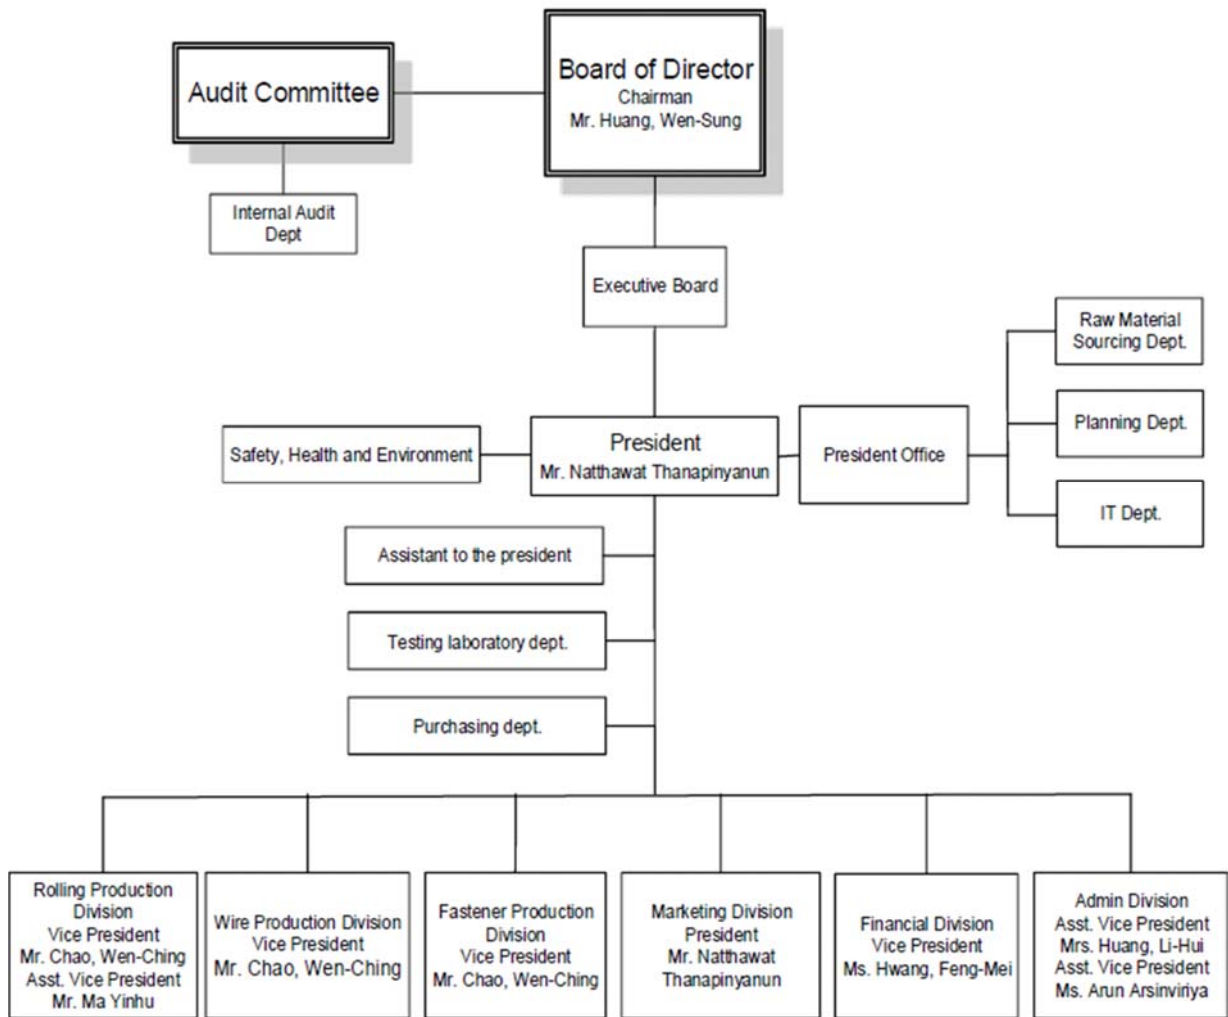 Audit Committee
Board of Director
Chairman
Mr. Huang, Wen-Sung
Internal Audit
Dept
Executive Board
Raw Material
Sourcing Dept.
Planning Dept.
IT Dept.
Safety, Health and Environment
President
Mr. Natthawat Thanapinyanun
President Office
Assistant to the president
Testing laboratory dept.
Purchasing dept.
Rolling Production
Division
Vice President
Mr. Chao, Wen-Ching
Asst. Vice President
Mr. Ma Yinhu
Wire Production Division
Vice President
Mr. Chao, Wen-Ching
Fastener Production
Division
Vice President
Mr. Chao, Wen-Ching
Marketing Division
President
Mr. Natthawat
Thanapinyanun
Financial Division
Vice President
Ms. Hwang, Feng-Mei
Admin Division
Asst. Vice President
Mrs. Huang, Li-Hui
Asst. Vice President
Ms. Arun Arsinviriya